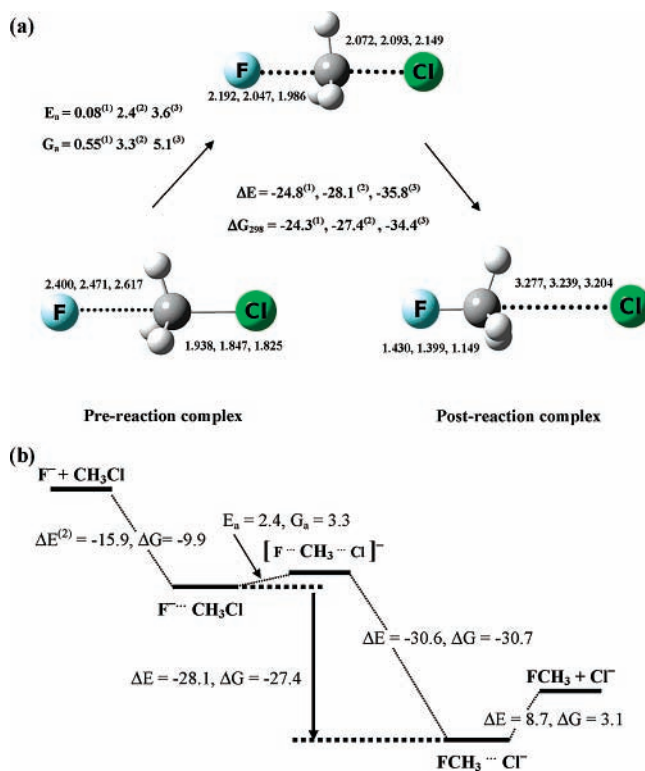 (a)
F
Cl
2.072, 2.093, 2.149
2.192, 2.047, 1.986
Eₐ = 0.08⁽¹⁾ 2.4⁽²⁾ 3.6⁽³⁾
Gₐ = 0.55⁽¹⁾ 3.3⁽²⁾ 5.1⁽³⁾
ΔE = -24.8⁽¹⁾, -28.1 ⁽²⁾, -35.8⁽³⁾
ΔG₂₉₈ = -24.3⁽¹⁾, -27.4⁽²⁾, -34.4⁽³⁾
2.400, 2.471, 2.617
F
Cl
1.938, 1.847, 1.825
3.277, 3.239, 3.204
F
Cl
1.430, 1.399, 1.149
Pre-reaction complex
Post-reaction complex
(b)
F⁻ + CH₃Cl
ΔE⁽²⁾ = -15.9, ΔG= -9.9
Eₐ = 2.4, Gₐ = 3.3
[ F ··· CH₃ ··· Cl ]⁻
F⁻··· CH₃Cl
ΔE = -30.6, ΔG = -30.7
ΔE = -28.1, ΔG = -27.4
FCH₃ + Cl⁻
ΔE = 8.7, ΔG = 3.1
FCH₃ ··· Cl⁻